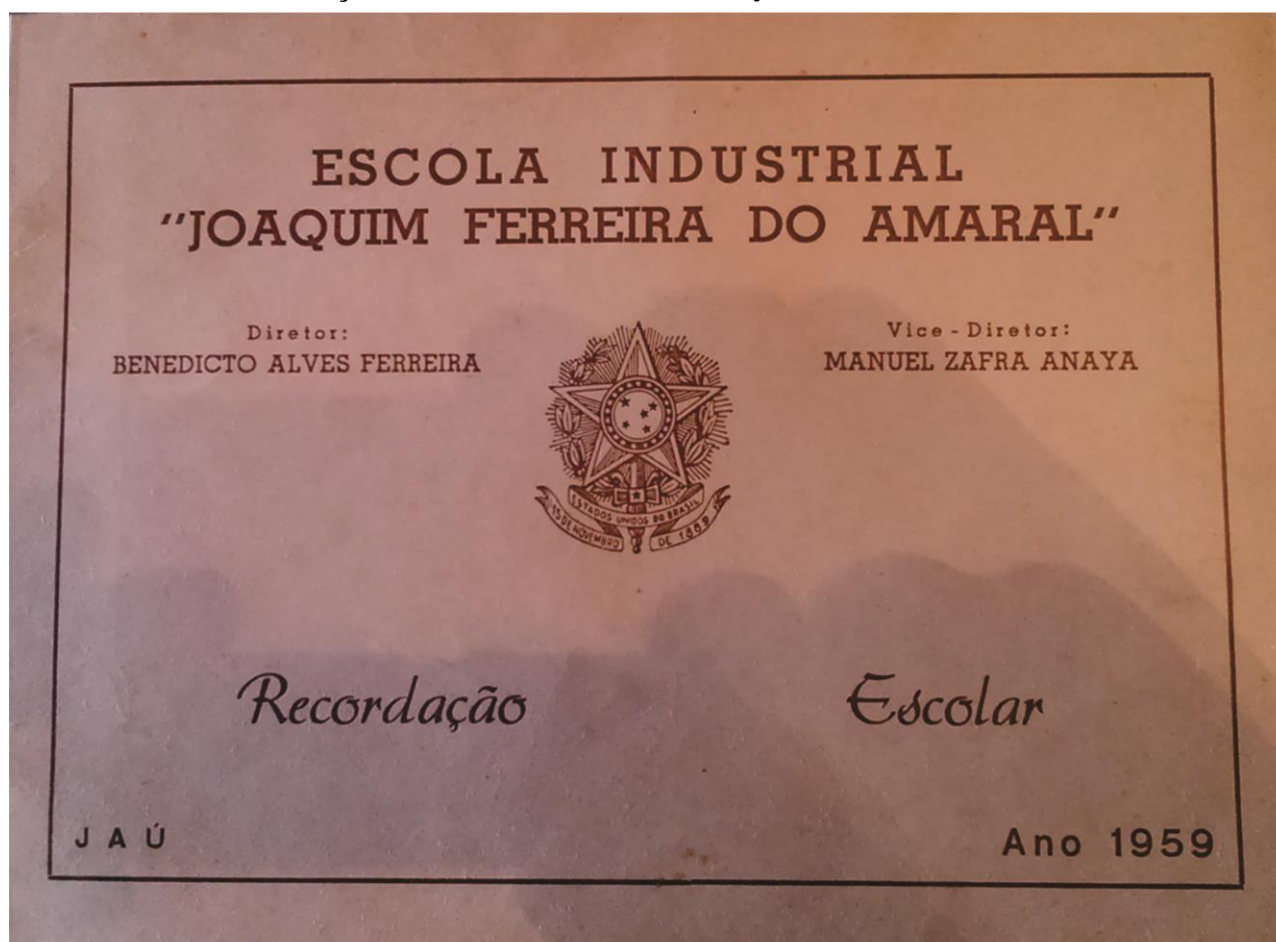 ESCOLA INDUSTRIAL
"JOAQUIM FERREIRA DO AMARAL"
Diretor:
BENEDICTO ALVES FERREIRA
Vice-Diretor:
MANUEL ZAFRA ANAYA
ESTADOS UNIDOS DO BRASIL
15 DE NOVEMBRO DE 1889
Recordação Escolar
JAÚ Ano 1959